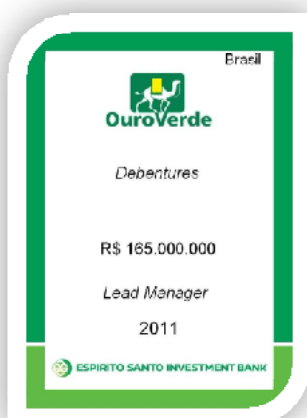 Brasil
OuroVerde
Debentures
R$ 165.000.000
Lead Manager
2011
ESPIRITO SANTO INVESTMENT BANK